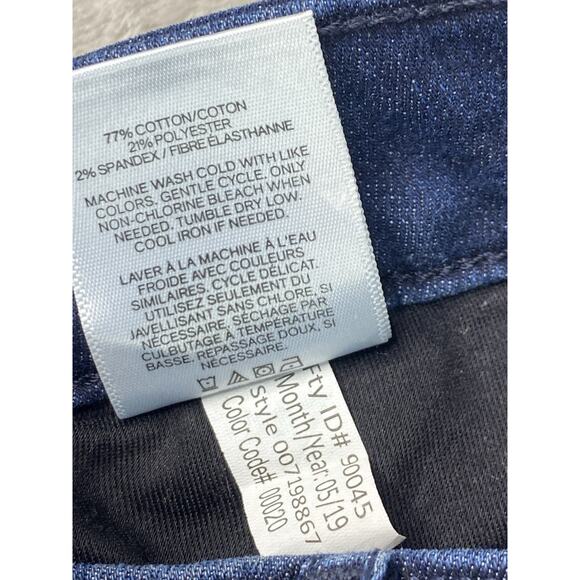 77% COTTON/COTON
21% POLYESTER
2% SPANDEX / FIBRE ÉLASTHANNE
MACHINE WASH COLD WITH LIKE
COLORS. GENTLE CYCLE. ONLY
NON-CHLORINE BLEACH WHEN
NEEDED. TUMBLE DRY LOW.
COOL IRON IF NEEDED.
LAVER À LA MACHINE À L'EAU
FROIDE AVEC COULEURS
SIMILAIRES. CYCLE DÉLICAT.
UTILISEZ SEULEMENT DU
JAVELLISANT SANS CHLORE, SI
NÉCESSAIRE. SÉCHAGE PAR
CULBUTAGE À TEMPÉRATURE
BASSE. REPASSAGE DOUX, SI
NÉCESSAIRE.
Fty ID# 90045
Month/Year: 05/19
Style 007198867
Color Code# 00020